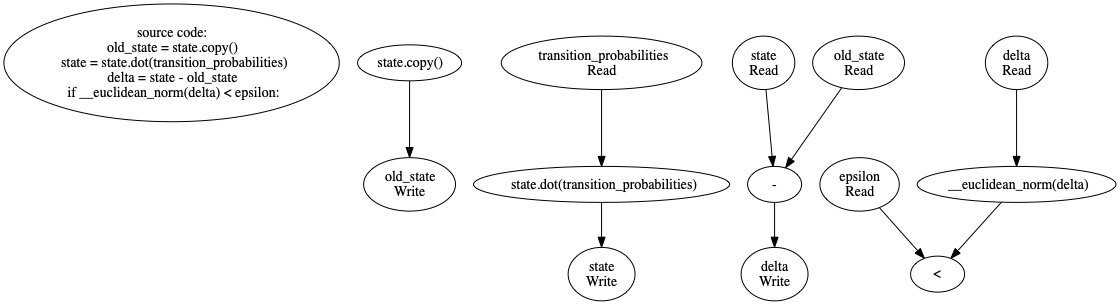 source code:
old_state = state.copy()
state = state.dot(transition_probabilities)
delta = state - old_state
if __euclidean_norm(delta) < epsilon:
state.copy()
old_state
Write
transition_probabilities
Read
state.dot(transition_probabilities)
state
Write
state
Read
old_state
Read
-
delta
Write
epsilon
Read
delta
Read
__euclidean_norm(delta)
<